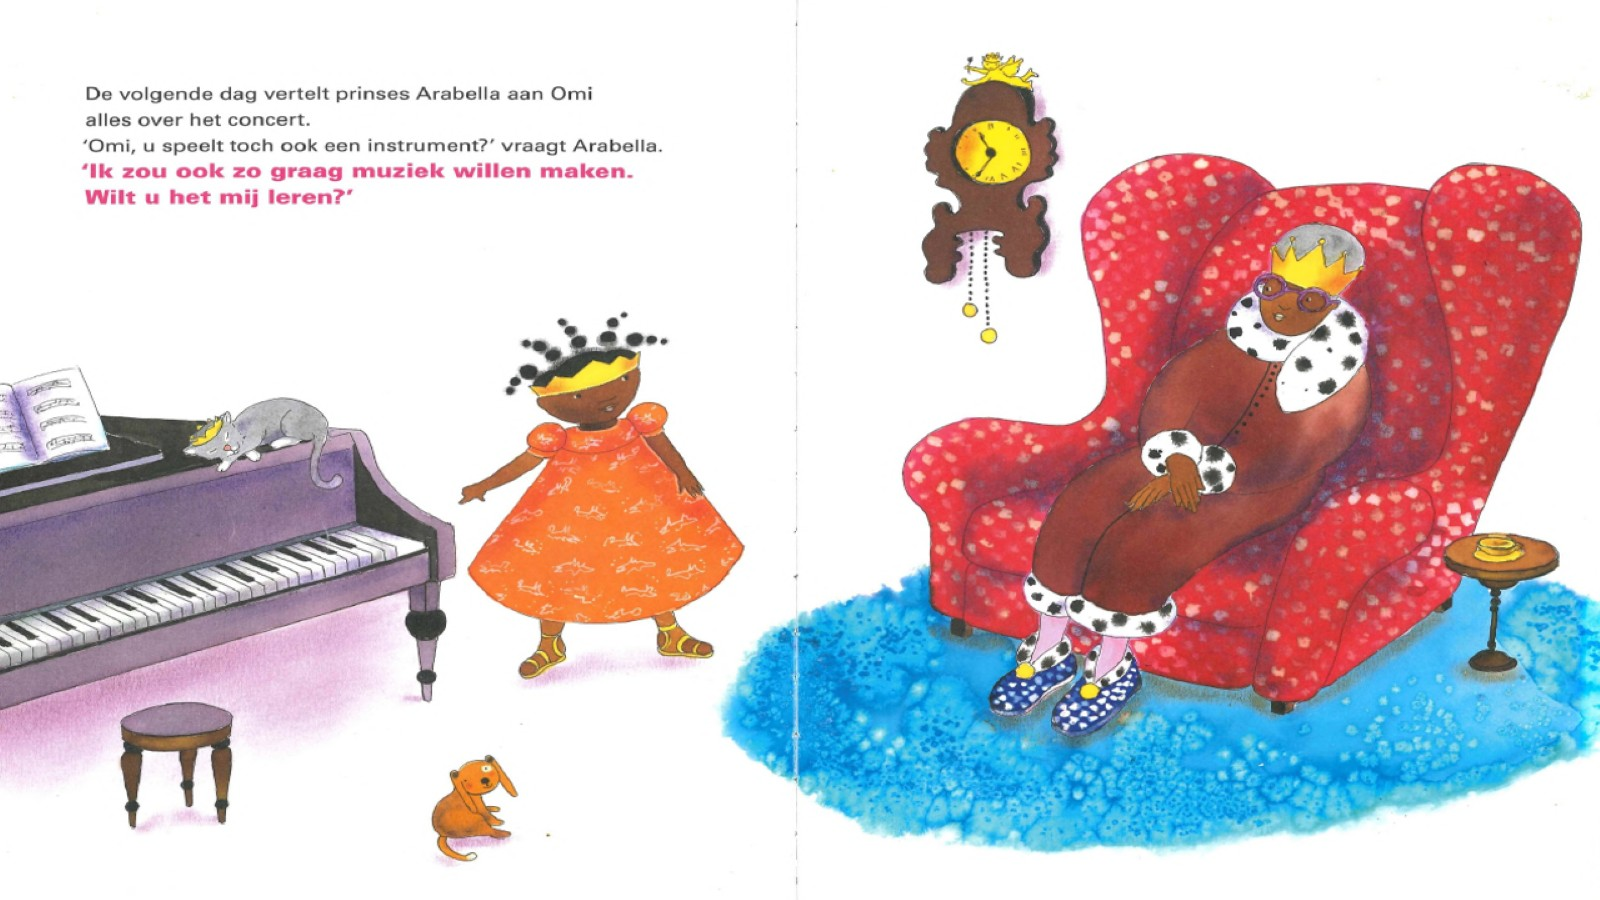 De volgende dag vertelt prinses Arabella aan Omi
alles over het concert.
‘Omi, u speelt toch ook een instrument?’ vraagt Arabella.
‘Ik zou ook zo graag muziek willen maken.
Wilt u het mij leren?’